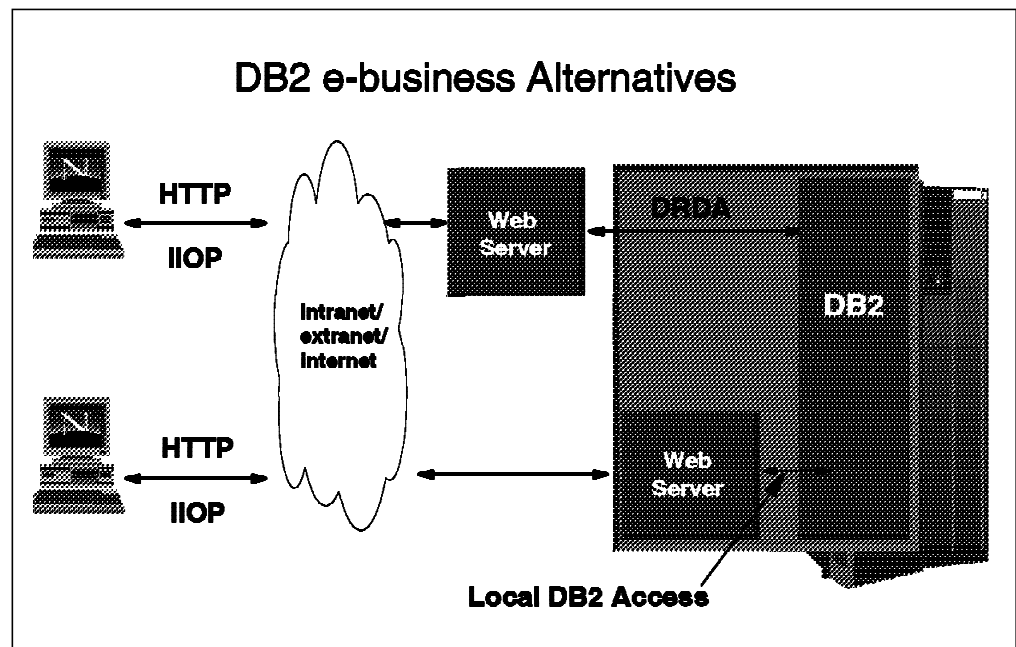 DB2 e-business Alternatives
HTTP
IIOP
Web
Server
DRDA
DB2
Intranet/
extranet/
Internet
HTTP
IIOP
Web
Server
Local DB2 Access